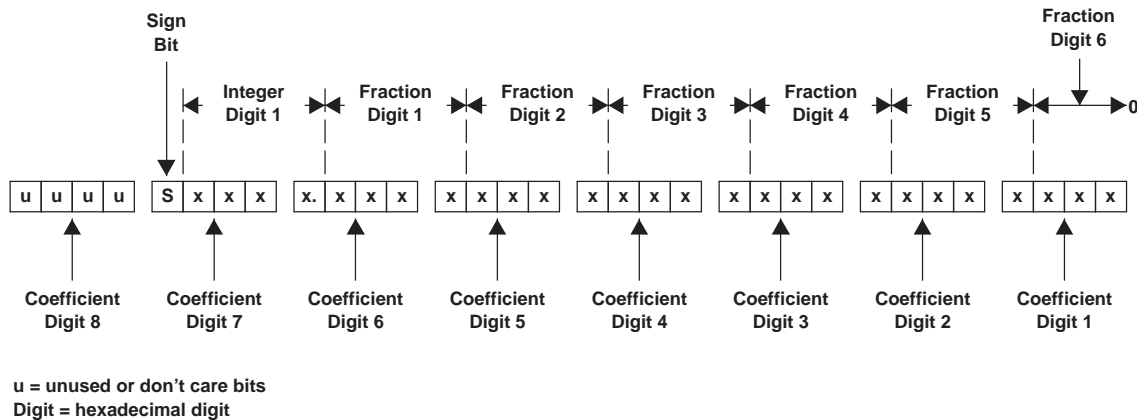 Sign
Bit
Fraction
Digit 6
Integer
Digit 1
Fraction
Digit 1
Fraction
Digit 2
Fraction
Digit 3
Fraction
Digit 4
Fraction
Digit 5
0
u u u u S x x x x. x x x x x x x x x x x x x x x x x x x x x x x
Coefficient
Digit 8
Coefficient
Digit 7
Coefficient
Digit 6
Coefficient
Digit 5
Coefficient
Digit 4
Coefficient
Digit 3
Coefficient
Digit 2
Coefficient
Digit 1
u = unused or don't care bits
Digit = hexadecimal digit